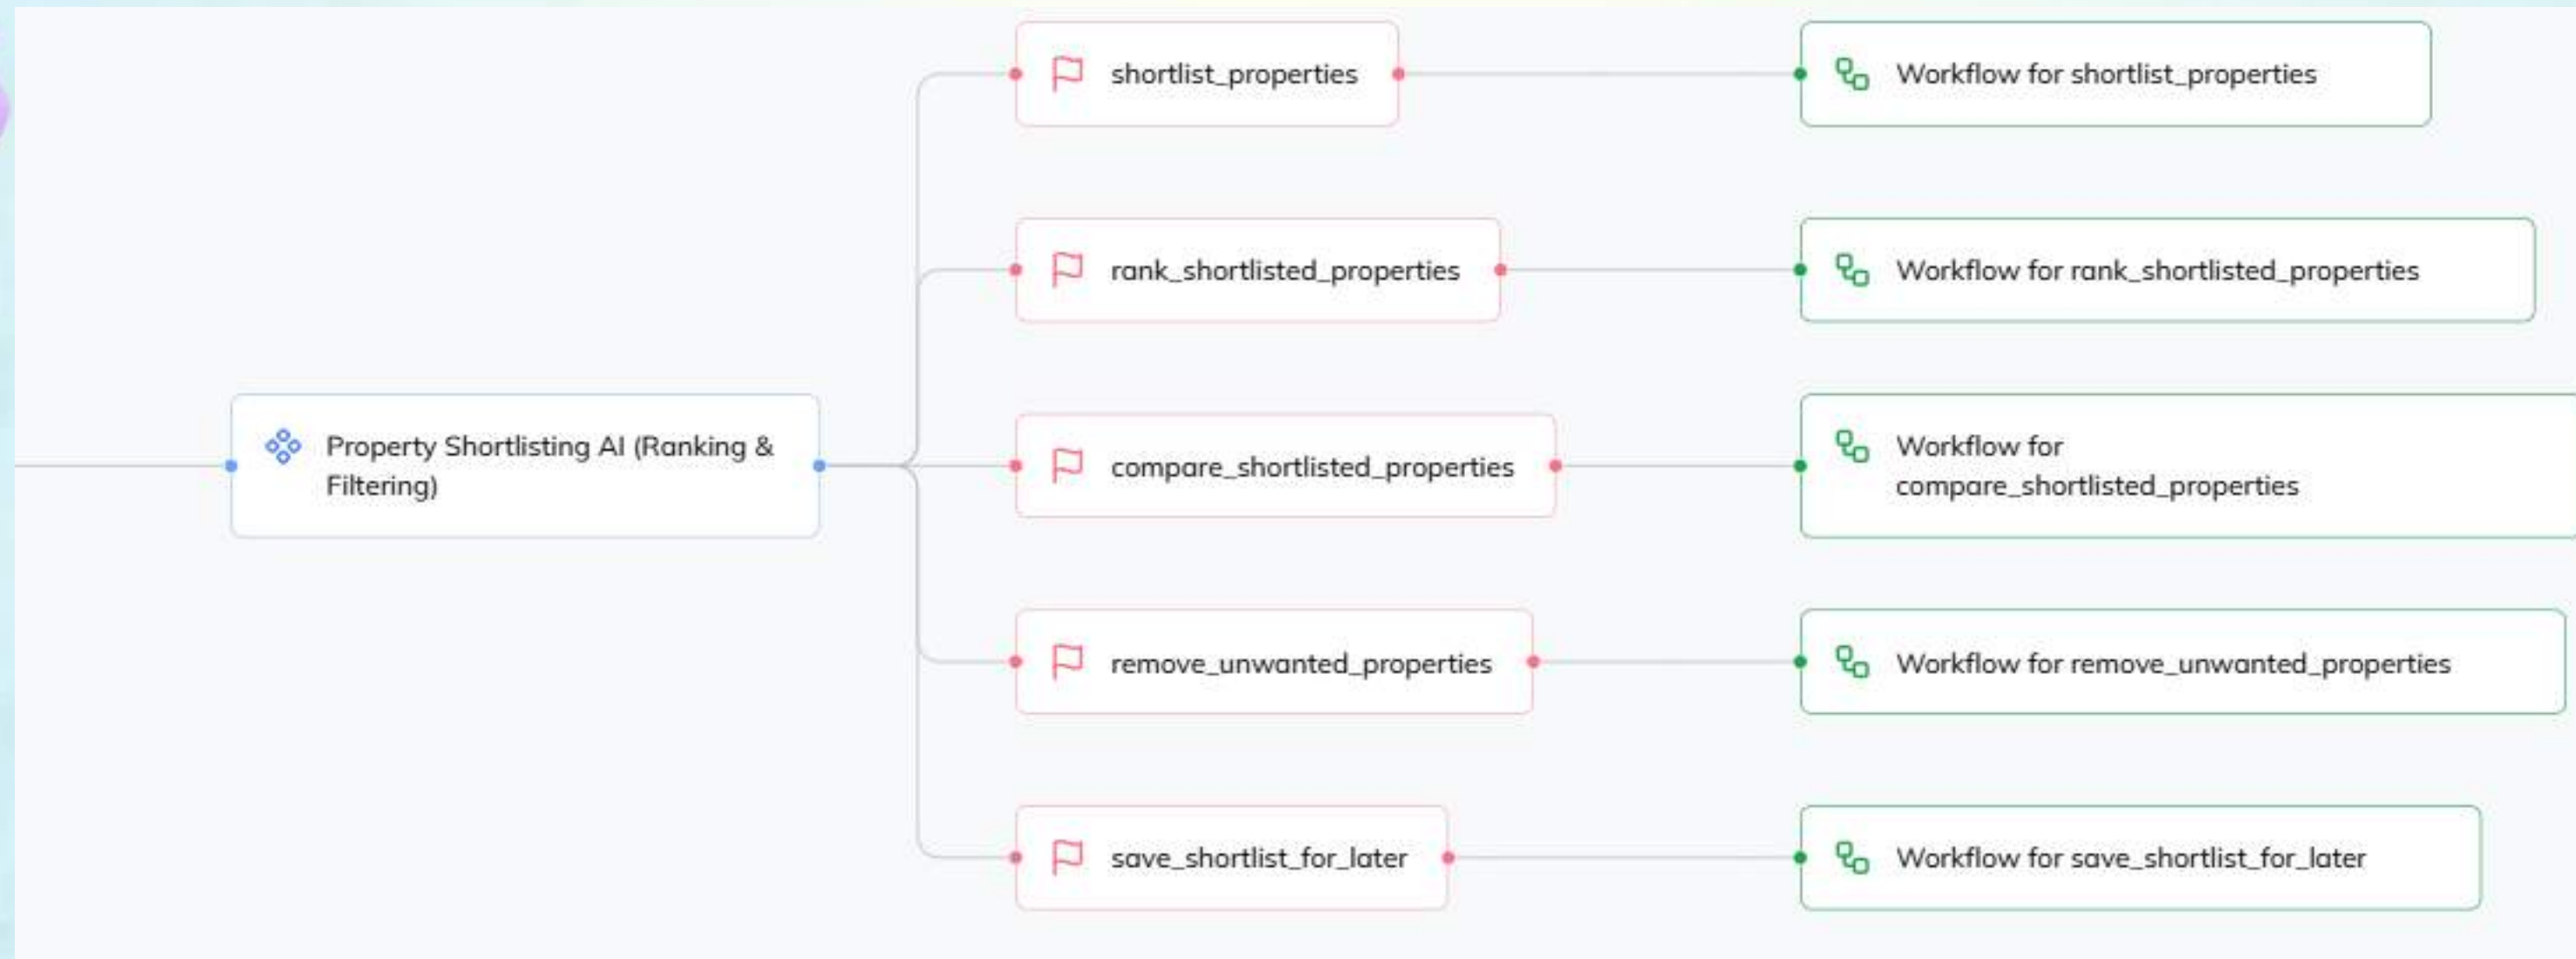 shortlist_properties
Workflow for shortlist_properties
rank_shortlisted_properties
Workflow for rank_shortlisted_properties
Property Shortlisting AI (Ranking &
Filtering)
compare_shortlisted_properties
Workflow for
compare_shortlisted_properties
remove_unwanted_properties
Workflow for remove_unwanted_properties
save_shortlist_for_later
Workflow for save_shortlist_for_later